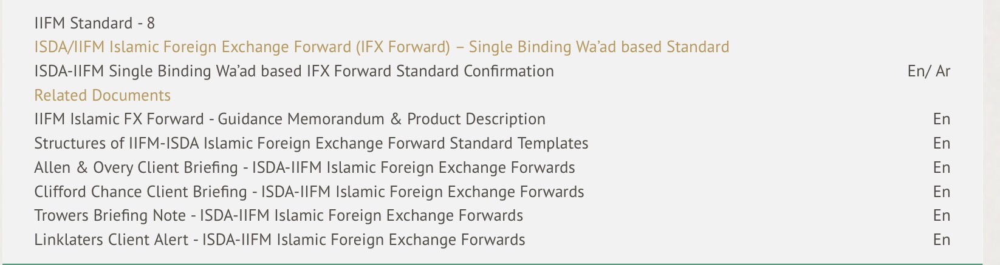 IIFM Standard - 8
ISDA/IIFM Islamic Foreign Exchange Forward (IFX Forward) – Single Binding Wa’ad based Standard
ISDA-IIFM Single Binding Wa’ad based IFX Forward Standard Confirmation En/ Ar
Related Documents
IIFM Islamic FX Forward - Guidance Memorandum & Product Description En
Structures of IIFM-ISDA Islamic Foreign Exchange Forward Standard Templates En
Allen & Overy Client Briefing - ISDA-IIFM Islamic Foreign Exchange Forwards En
Clifford Chance Client Briefing - ISDA-IIFM Islamic Foreign Exchange Forwards En
Trowers Briefing Note - ISDA-IIFM Islamic Foreign Exchange Forwards En
Linklaters Client Alert - ISDA-IIFM Islamic Foreign Exchange Forwards En